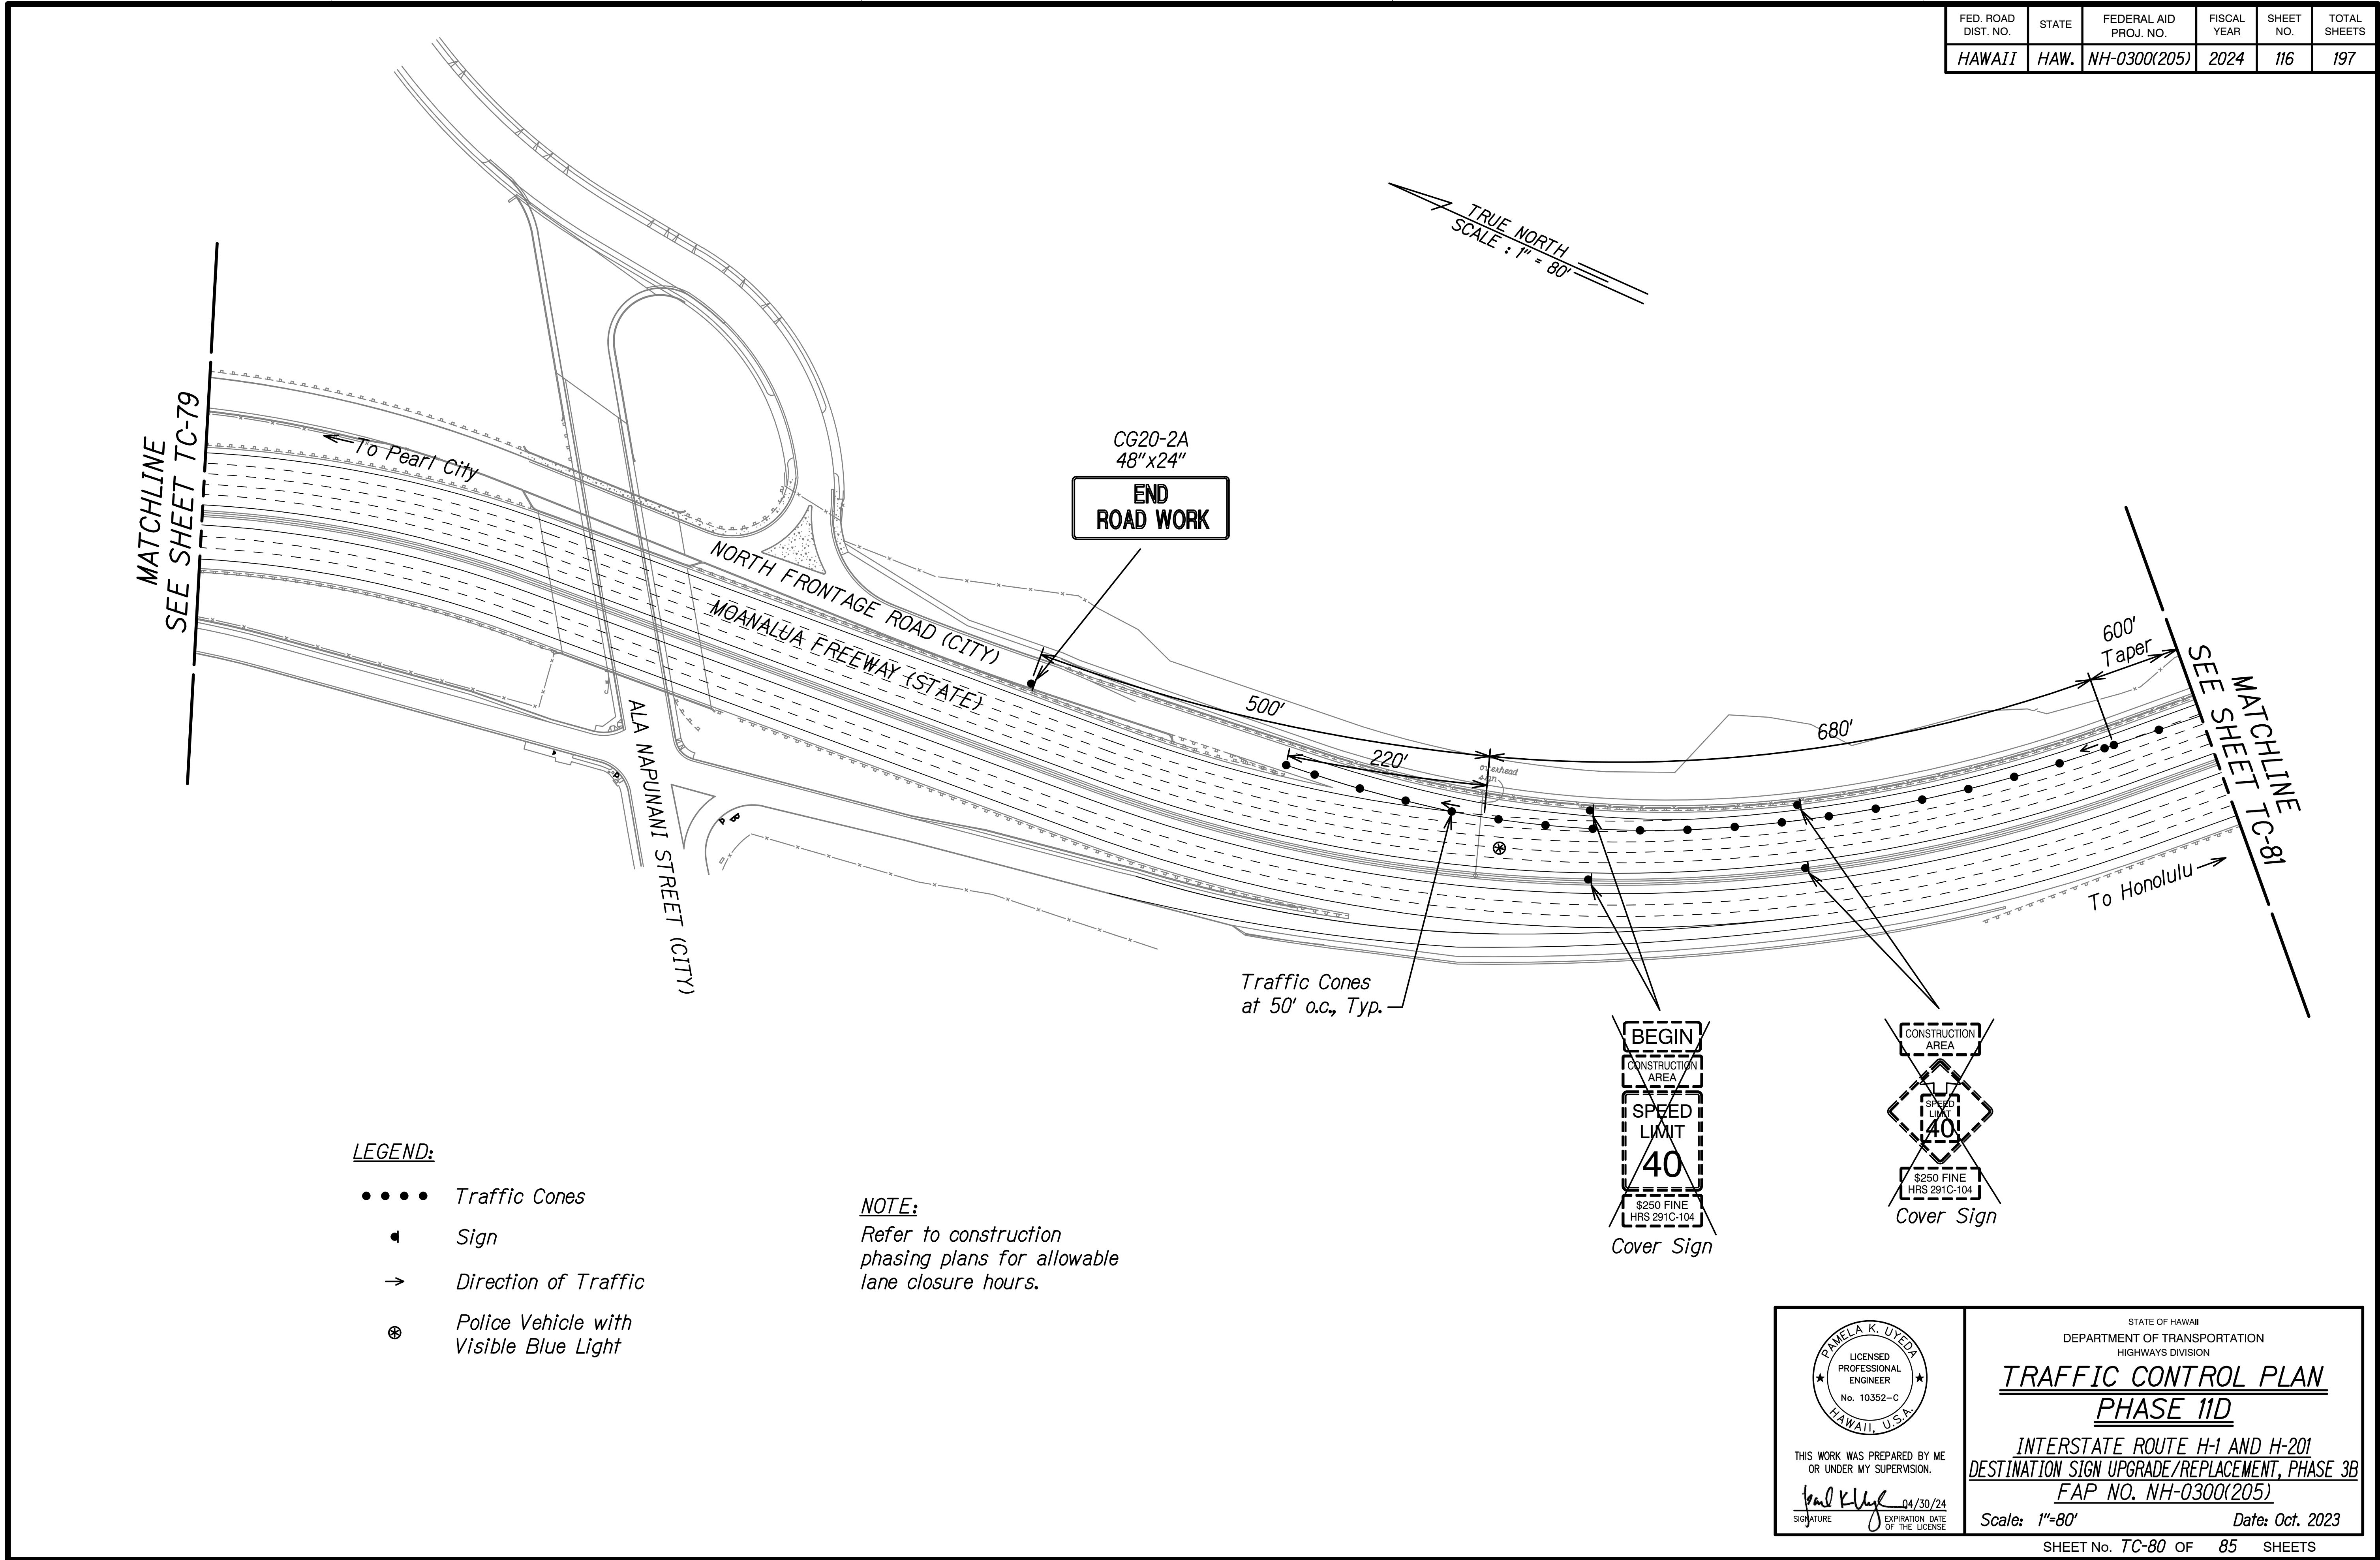 FED. ROAD
DIST. NO.
STATE
FEDERAL AID
PROJ. NO.
FISCAL
YEAR
SHEET
NO.
TOTAL
SHEETS
HAWAII
HAW.
NH-0300(205)
2024
116
197
TRUE NORTH
SCALE : 1" = 80'
MATCHLINE
SEE SHEET TC-79
To Pearl City
CG20-2A
48"x24"
END
ROAD WORK
NORTH FRONTAGE ROAD (CITY)
MOANALUA FREEWAY (STATE)
ALA NAPUNANI STREET (CITY)
500'
220'
overhead
sign
680'
600'
Taper
MATCHLINE
SEE SHEET TC-81
To Honolulu
Traffic Cones
at 50' o.c., Typ.
BEGIN
CONSTRUCTION
AREA
SPEED
LIMIT
40
$250 FINE
HRS 291C-104
Cover Sign
CONSTRUCTION
AREA
SPEED
LIMIT
40
$250 FINE
HRS 291C-104
Cover Sign
LEGEND:
Traffic Cones
Sign
Direction of Traffic
Police Vehicle with
Visible Blue Light
NOTE:
Refer to construction
phasing plans for allowable
lane closure hours.
PAMELA K. UYEDA
LICENSED
PROFESSIONAL
ENGINEER
No. 10352-C
HAWAII, U.S.A.
THIS WORK WAS PREPARED BY ME
OR UNDER MY SUPERVISION.
04/30/24
SIGNATURE
EXPIRATION DATE
OF THE LICENSE
STATE OF HAWAII
DEPARTMENT OF TRANSPORTATION
HIGHWAYS DIVISION
TRAFFIC CONTROL PLAN
PHASE 11D
INTERSTATE ROUTE H-1 AND H-201
DESTINATION SIGN UPGRADE/REPLACEMENT, PHASE 3B
FAP NO. NH-0300(205)
Scale: 1"=80'
Date: Oct. 2023
SHEET No. TC-80 OF 85 SHEETS